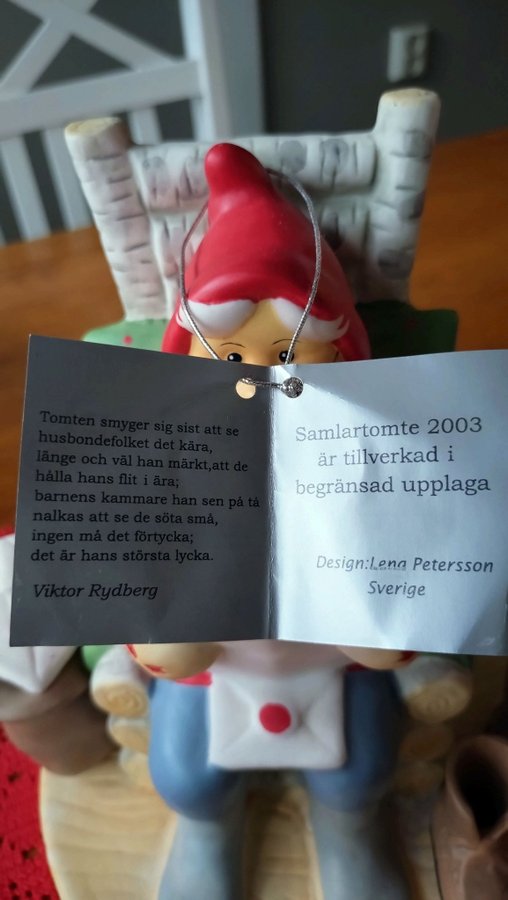 Tomten smyger sig sist att se
husbondefolket det kära,
länge och väl han märkt,att de
hålla hans flit i ära;
barnens kammare han sen på tå
nalkas att se de söta små,
ingen må det förtycka;
det är hans största lycka.
Viktor Rydberg
Samlartomte 2003
är tillverkad i
begränsad upplaga
Design:Lena Petersson
Sverige